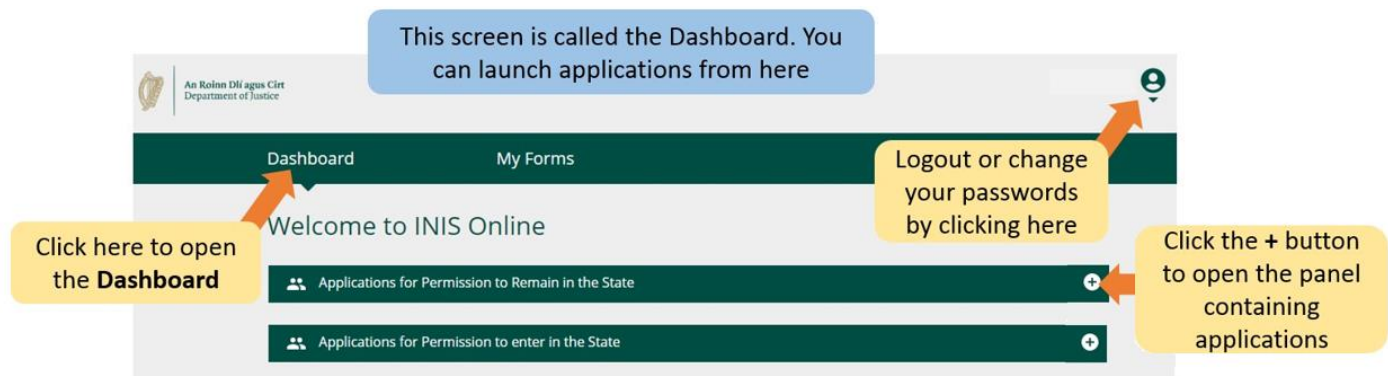 This screen is called the Dashboard. You
can launch applications from here
An Roinn Dlí agus Cirt
Department of Justice
Dashboard
My Forms
Logout or change
your passwords
by clicking here
Welcome to INIS Online
Click here to open
the Dashboard
Applications for Permission to Remain in the State
Click the + button
to open the panel
containing
applications
Applications for Permission to enter in the State